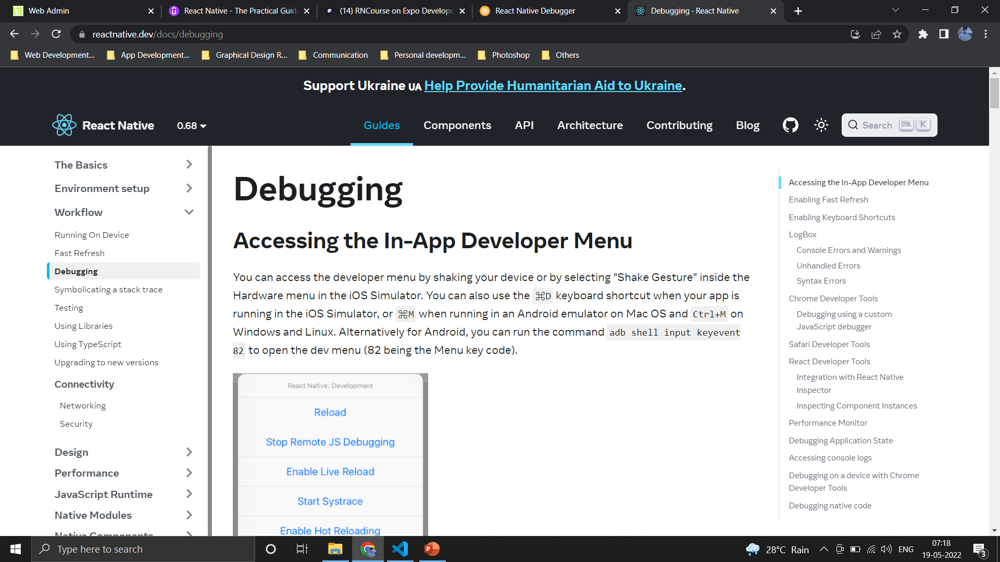 Web Admin
React Native - The Practical Guid
(14) RNCourse on Expo Develope
React Native Debugger
Debugging · React Native
reactnative.dev/docs/debugging
Web Development...
App Development...
Graphical Design R...
Communication
Personal developm...
Photoshop
Others
Support Ukraine UA Help Provide Humanitarian Aid to Ukraine.
React Native
0.68
Guides
Components
API
Architecture
Contributing
Blog
Search CTRL K
The Basics
Environment setup
Workflow
Running On Device
Fast Refresh
Debugging
Symbolicating a stack trace
Testing
Using Libraries
Using TypeScript
Upgrading to new versions
Connectivity
Networking
Security
Design
Performance
JavaScript Runtime
Native Modules
Native Components
Debugging
Accessing the In-App Developer Menu
You can access the developer menu by shaking your device or by selecting "Shake Gesture" inside the
Hardware menu in the iOS Simulator. You can also use the ⌘D keyboard shortcut when your app is
running in the iOS Simulator, or ⌘M when running in an Android emulator on Mac OS and Ctrl+M on
Windows and Linux. Alternatively for Android, you can run the command adb shell input keyevent
82 to open the dev menu (82 being the Menu key code).
React Native: Development
Reload
Stop Remote JS Debugging
Enable Live Reload
Start Systrace
Enable Hot Reloading
Accessing the In-App Developer Menu
Enabling Fast Refresh
Enabling Keyboard Shortcuts
LogBox
Console Errors and Warnings
Unhandled Errors
Syntax Errors
Chrome Developer Tools
Debugging using a custom
JavaScript debugger
Safari Developer Tools
React Developer Tools
Integration with React Native
Inspector
Inspecting Component Instances
Performance Monitor
Debugging Application State
Accessing console logs
Debugging on a device with Chrome
Developer Tools
Debugging native code
Type here to search
28°C Rain
ENG
07:18
19-05-2022
3